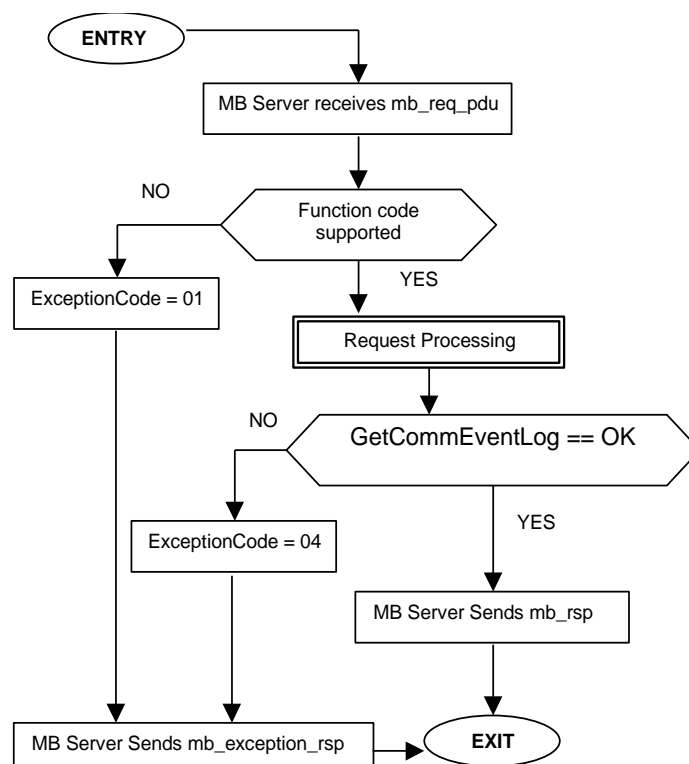 ENTRY
MB Server receives mb_req_pdu
NO
Function code
supported
YES
ExceptionCode = 01
Request Processing
NO
GetCommEventLog == OK
YES
ExceptionCode = 04
MB Server Sends mb_rsp
MB Server Sends mb_exception_rsp
EXIT